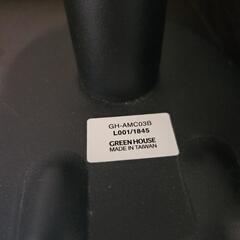 GH-AMC03B
L001/1845
GREEN HOUSE
MADE IN TAIWAN